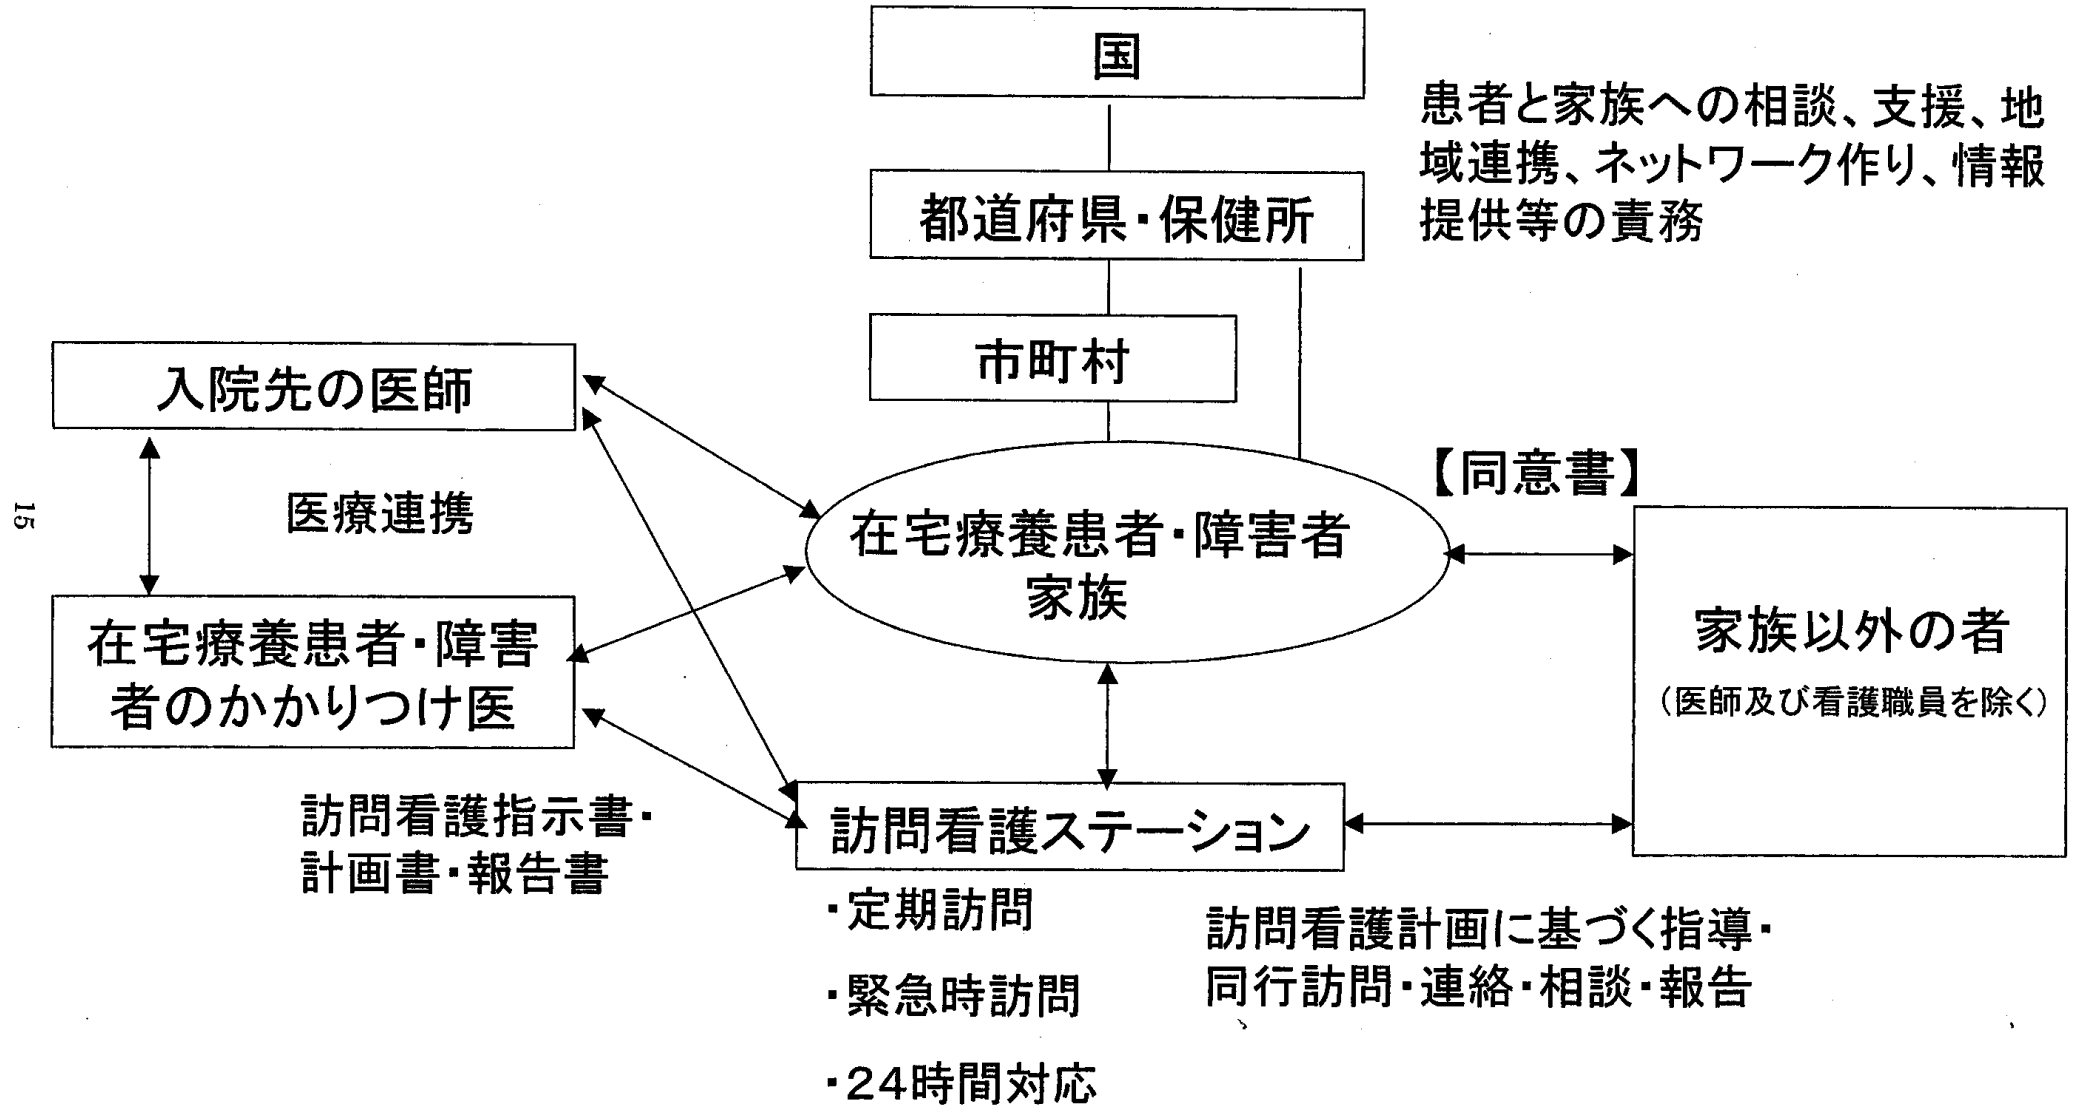 国
患者と家族への相談、支援、地
域連携、ネットワーク作り、情報
提供等の責務
都道府県・保健所
市町村
入院先の医師
【同意書】
医療連携
15
在宅療養患者・障害者
家族
在宅療養患者・障害
者のかかりつけ医
家族以外の者
（医師及び看護職員を除く）
訪問看護指示書・
計画書・報告書
訪問看護ステーション
・定期訪問
・緊急時訪問
・24時間対応
訪問看護計画に基づく指導・
同行訪問・連絡・相談・報告